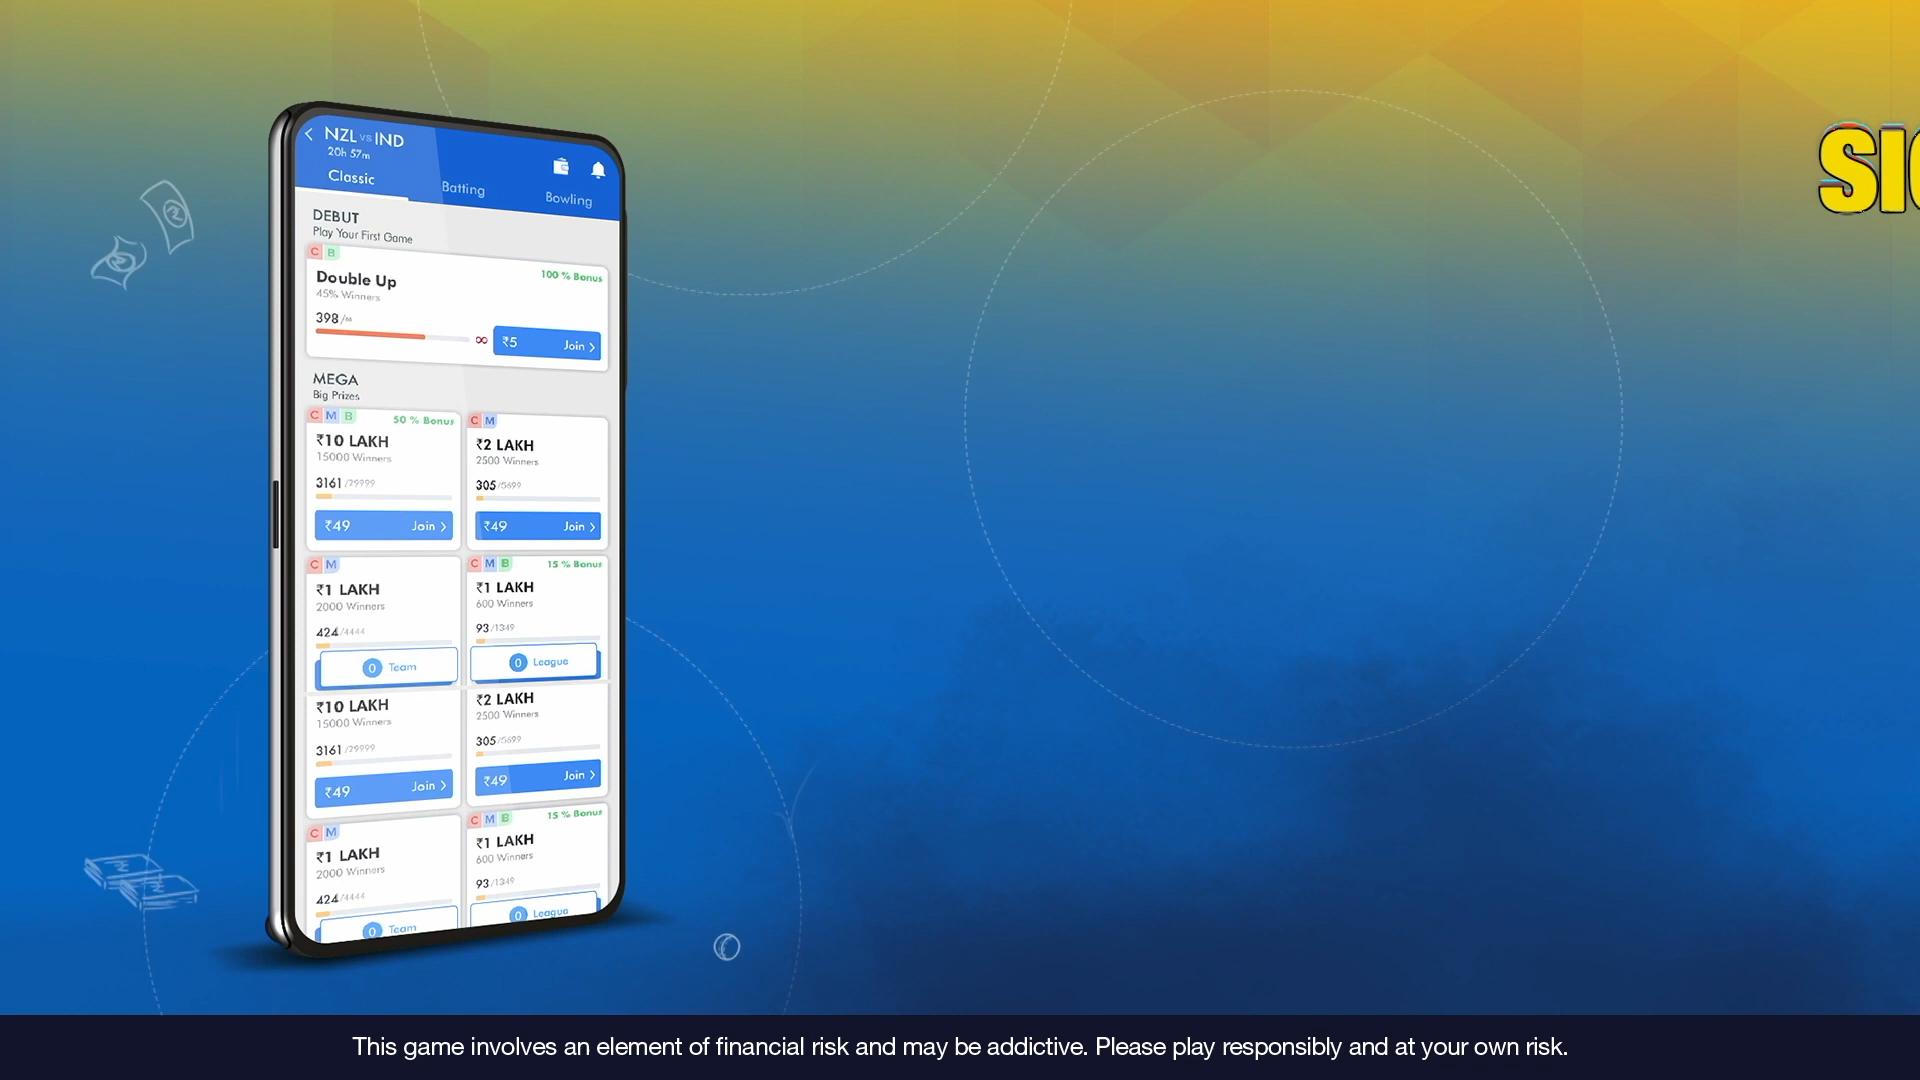 NZL vs IND
20h 57m
Classic
Batting
Bowling
DEBUT
Play Your First Game
C B
100 % Bonus
Double Up
45% Winners
398/∞
∞
₹5 Join >
MEGA
Big Prizes
C M B 50 % Bonus
₹10 LAKH
15000 Winners
3161/29999
₹49 Join >
C M
₹2 LAKH
2500 Winners
305/5699
₹49 Join >
C M
₹1 LAKH
2000 Winners
424/4444
0 Team
C M B 15 % Bonus
₹1 LAKH
600 Winners
93/1349
0 League
₹10 LAKH
15000 Winners
3161/29999
₹49 Join >
₹2 LAKH
2500 Winners
305/5699
₹49 Join >
C M
₹1 LAKH
2000 Winners
424/4444
0 Team
C M B 15 % Bonus
₹1 LAKH
600 Winners
93/1349
0 League
This game involves an element of financial risk and may be addictive. Please play responsibly and at your own risk.